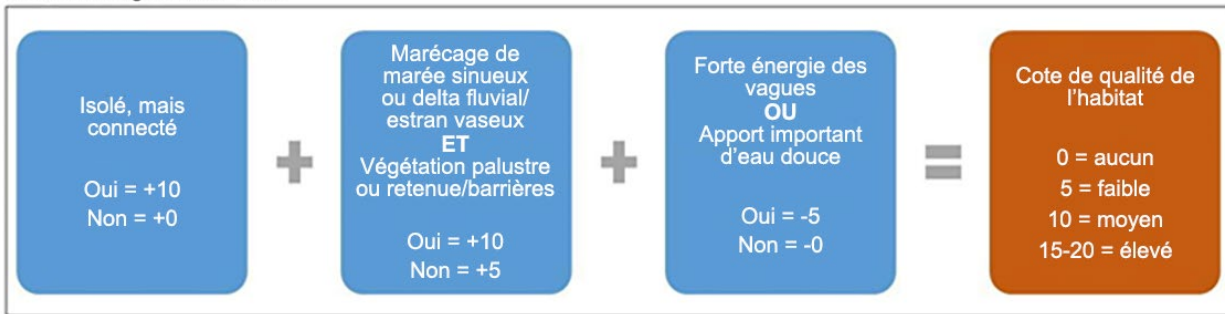 Isolé, mais
connecté
Oui = +10
Non = +0
+
Marécage de
marée sinueux
ou delta fluvial/
estran vaseux
ET
Végétation palustre
ou retenue/barrières
Oui = +10
Non = +5
+
Forte énergie des
vagues
OU
Apport important
d'eau douce
Oui = -5
Non = -0
=
Cote de qualité de
l'habitat
0 = aucun
5 = faible
10 = moyen
15-20 = élevé